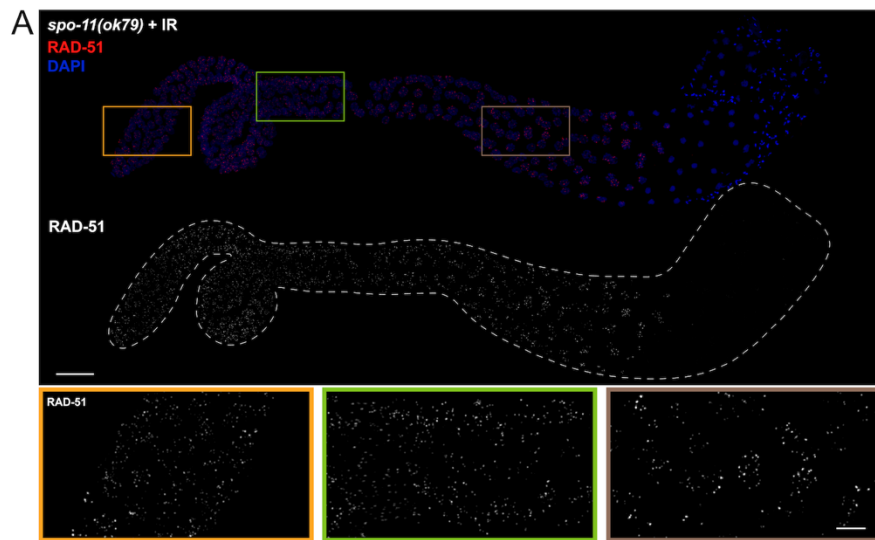 A
spo-11(ok79) + IR
RAD-51
DAPI
RAD-51
RAD-51